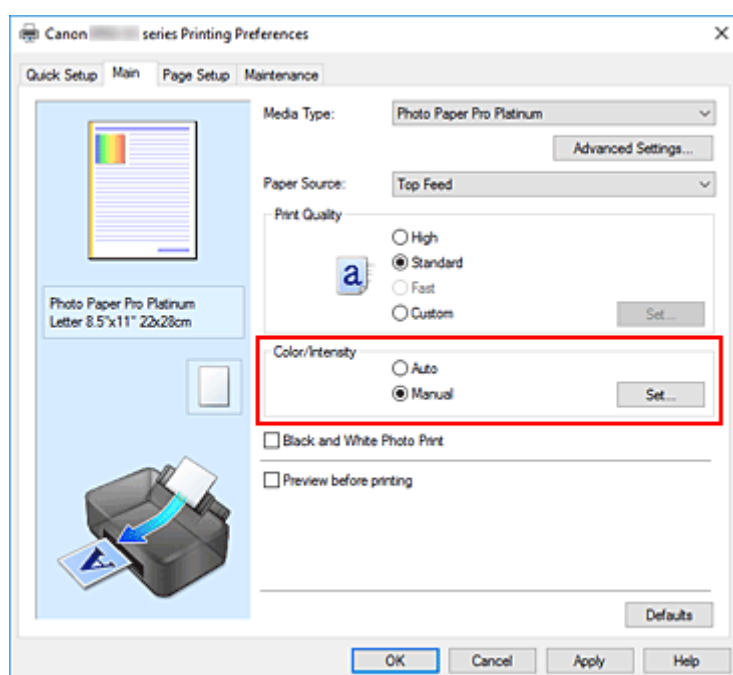 Canon series Printing Preferences
Quick Setup Main Page Setup Maintenance
Media Type: Photo Paper Pro Platinum
Advanced Settings...
Paper Source: Top Feed
Print Quality
High
a Standard
Fast
Photo Paper Pro Platinum
Letter 8.5"x11" 22x28cm
Custom Set...
Color/Intensity
Auto
Manual Set...
Black and White Photo Print
Preview before printing
A
Defaults
OK Cancel Apply Help